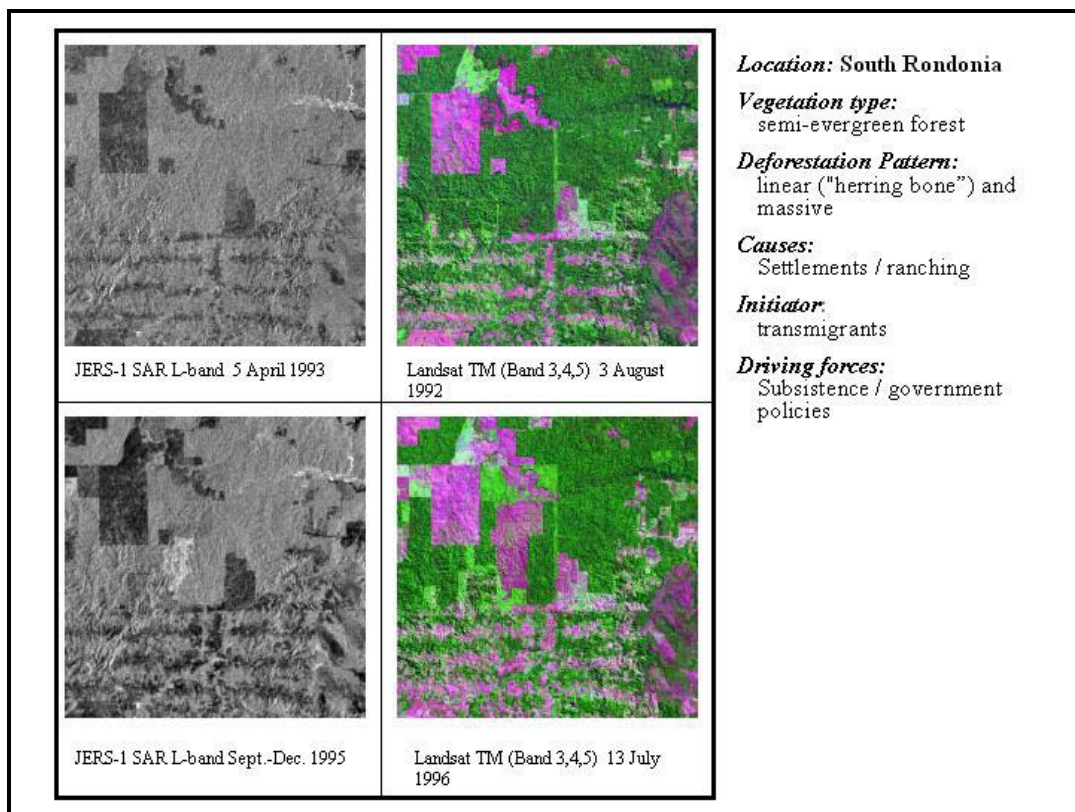 JERS-1 SAR L-band  5 April 1993
Landsat TM (Band 3,4,5)  3 August
1992
JERS-1 SAR L-band Sept.-Dec. 1995
Landsat TM (Band 3,4,5)  13 July
1996
Location: South Rondonia
Vegetation type:
semi-evergreen forest
Deforestation Pattern:
linear ("herring bone") and
massive
Causes:
Settlements / ranching
Initiator:
transmigrants
Driving forces:
Subsistence / government
policies